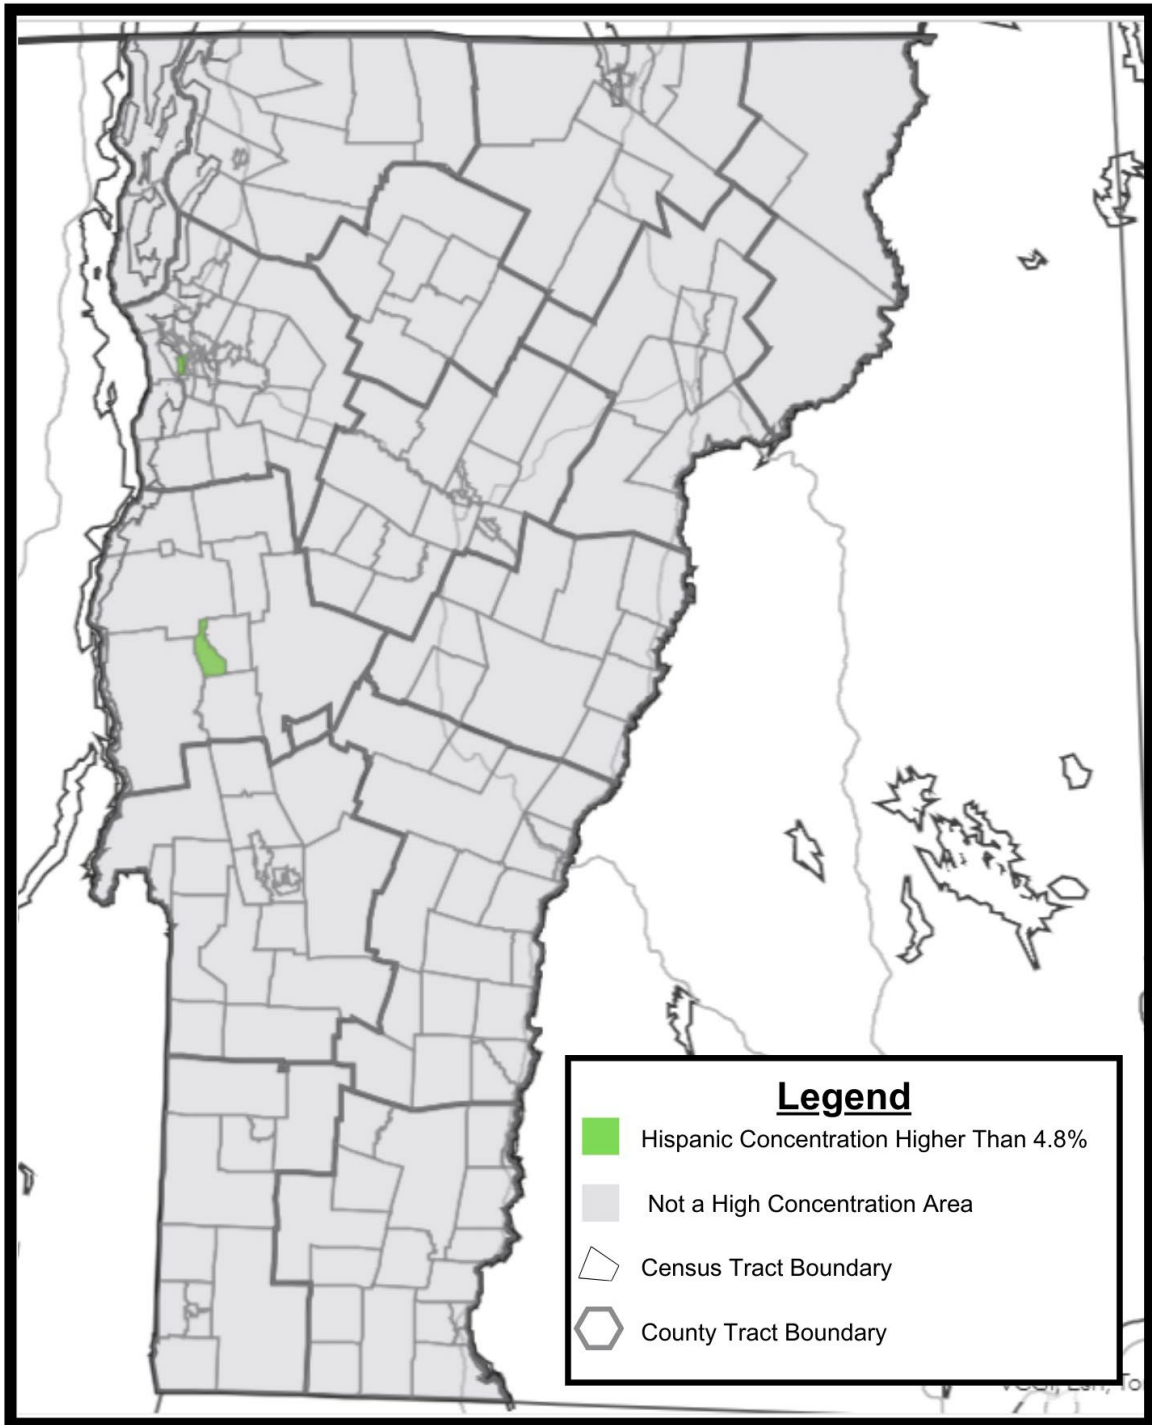 Legend
Hispanic Concentration Higher Than 4.8%
Not a High Concentration Area
Census Tract Boundary
County Tract Boundary